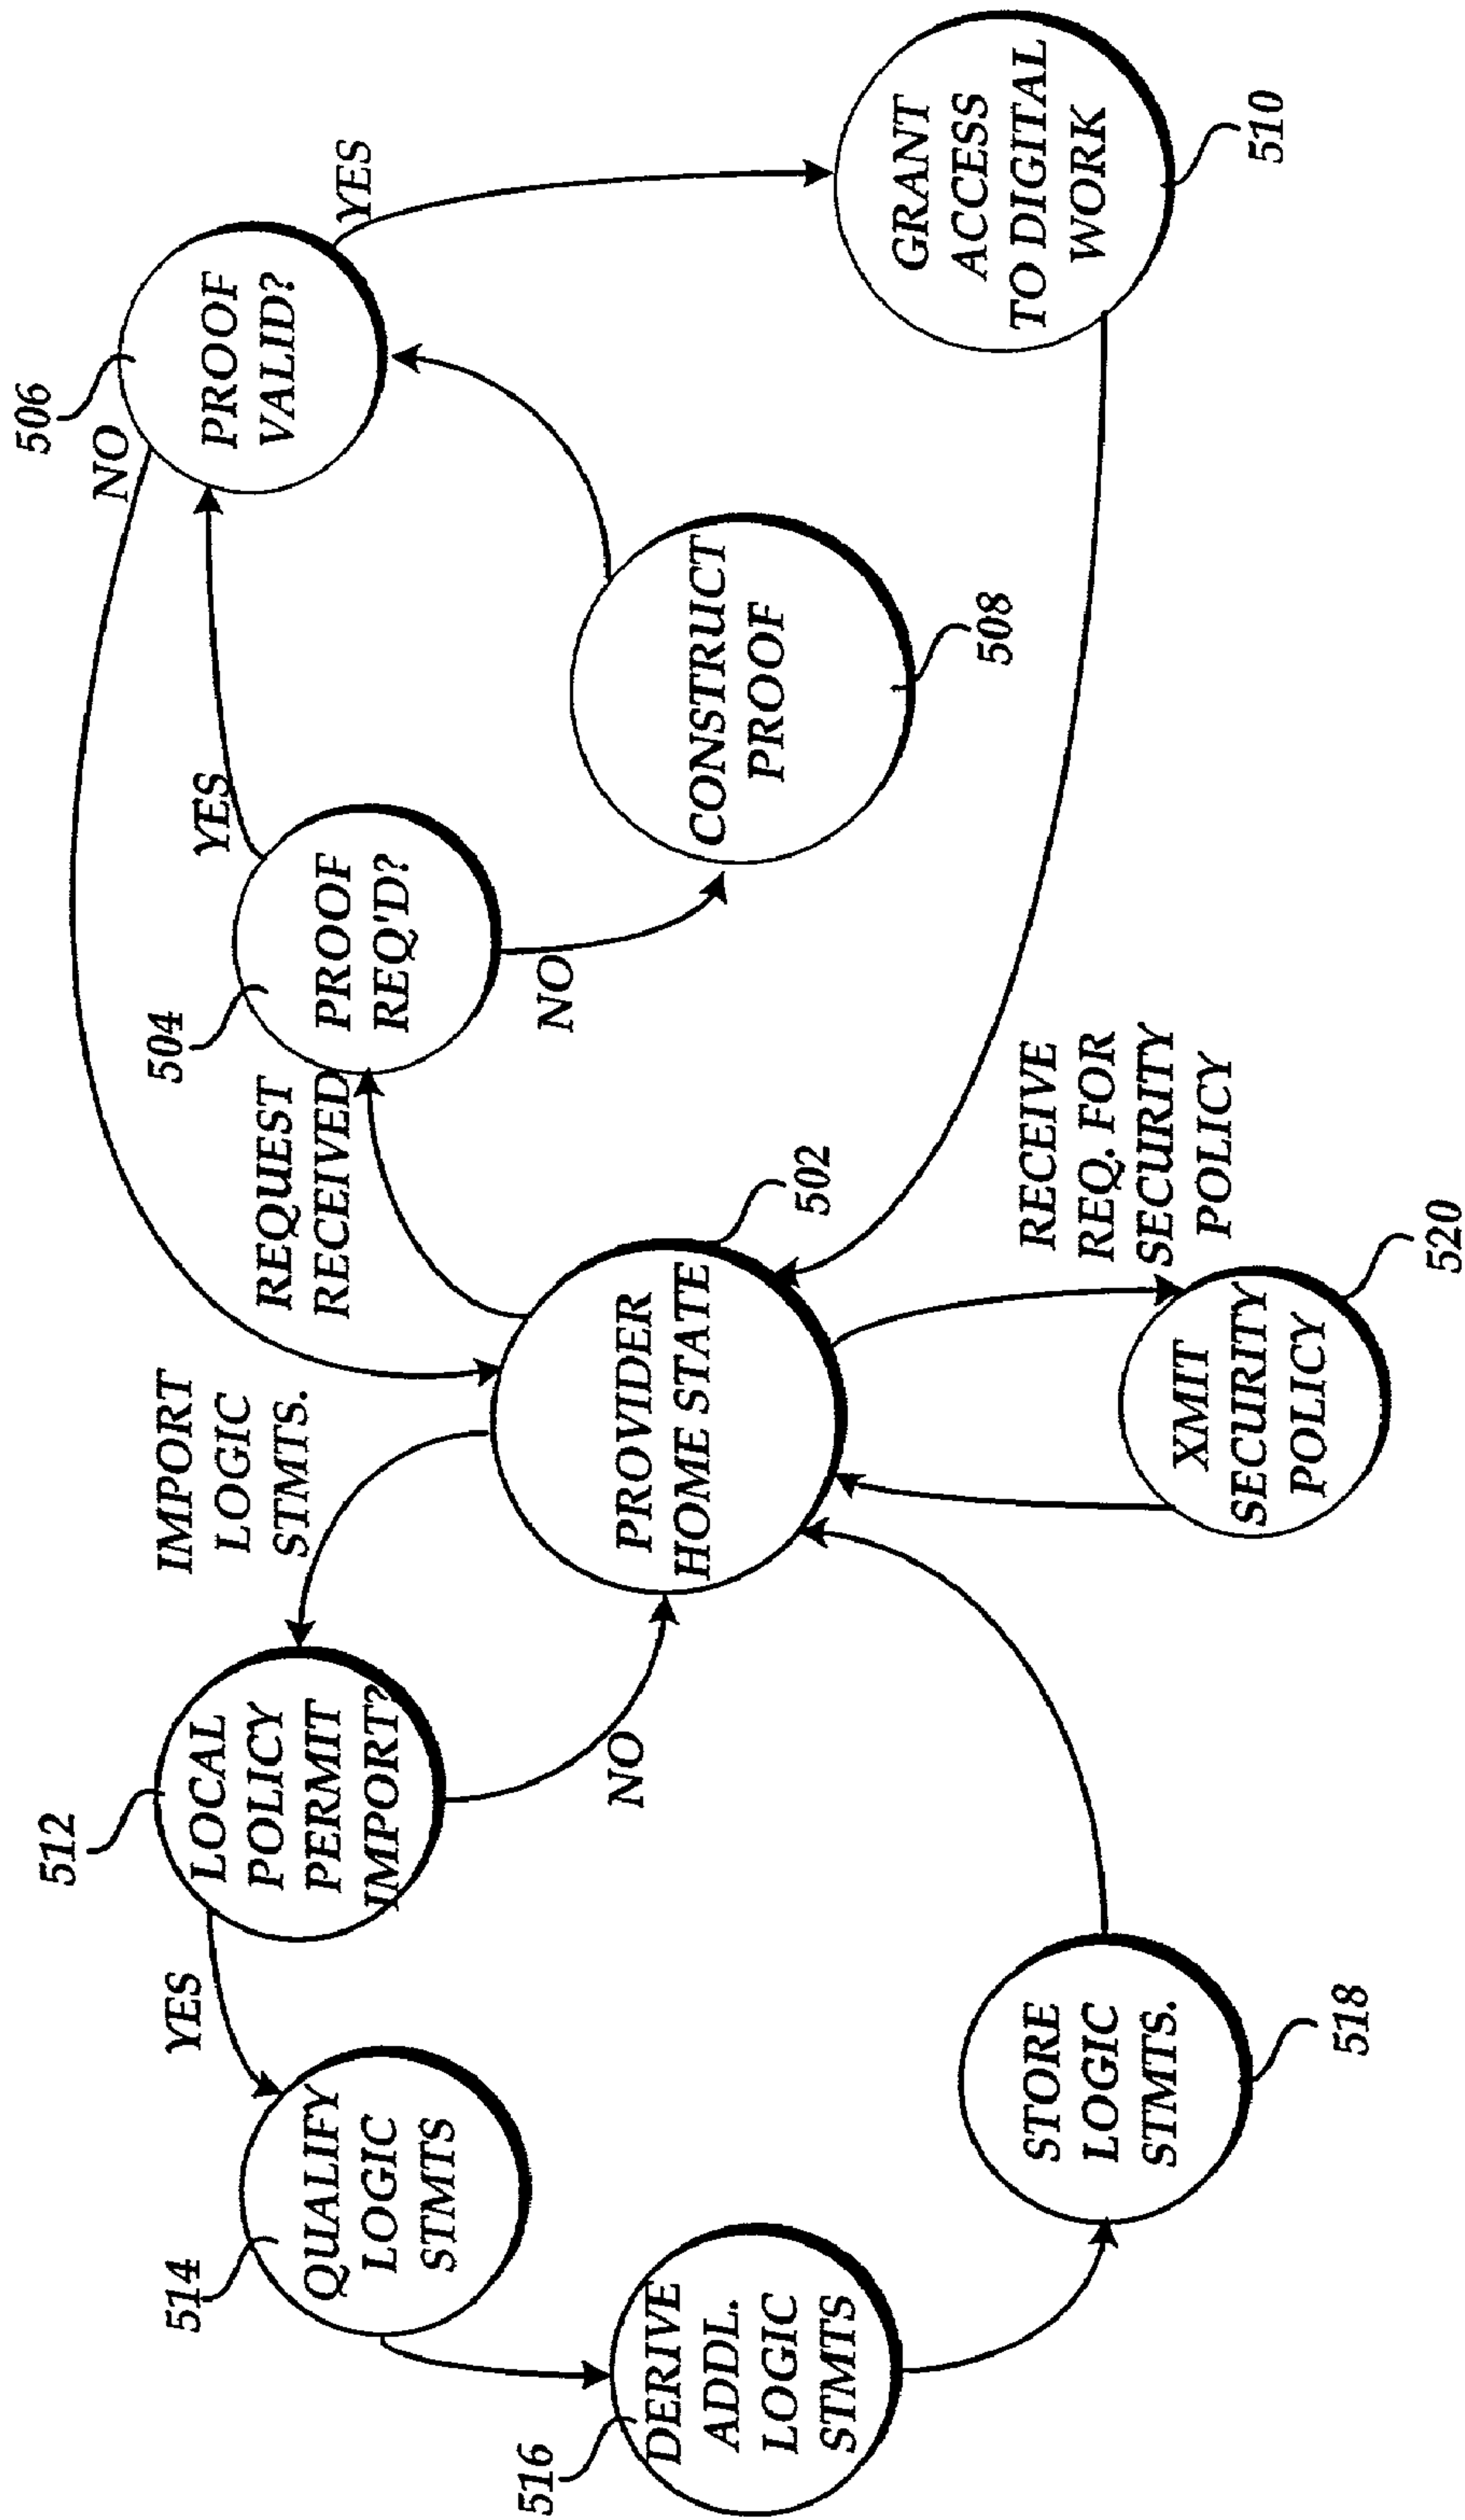 506
NO
PROOF
VALID?
YES
504
YES
PROOF
REQ'D?
NO
REQUEST
RECEIVED
CONSTRUCT
PROOF
508
GRANT
ACCESS
TO DIGITAL
WORK
510
IMPORT
LOGIC
STMTS.
PROVIDER
HOME STATE
502
RECEIVE
REQ. FOR
SECURITY
POLICY
XMIT
SECURITY
POLICY
520
512
LOCAL
POLICY
PERMIT
IMPORT?
NO
YES
514
QUALIFY
LOGIC
STMTS
516
DERIVE
ADDL.
LOGIC
STMTS
STORE
LOGIC
STMTS.
518